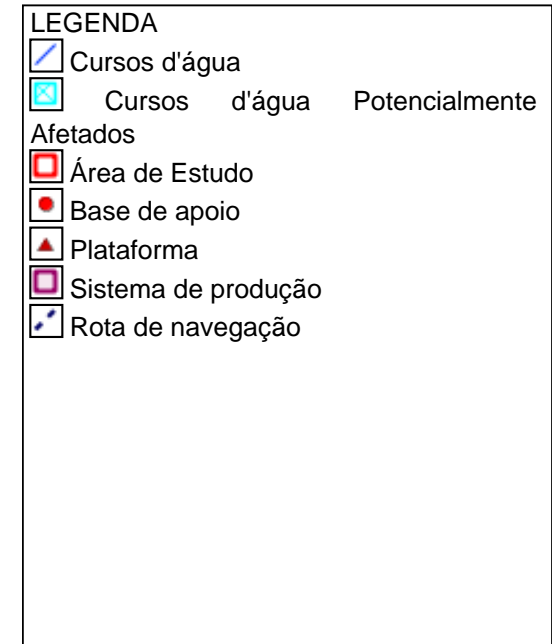 LEGENDA
Cursos d'água
Cursos d'água Potencialmente
Afetados
Área de Estudo
Base de apoio
Plataforma
Sistema de produção
Rota de navegação